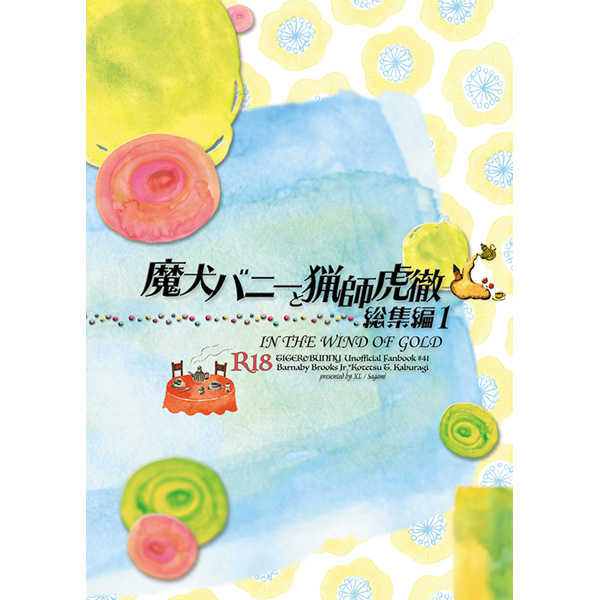 魔犬バニーと猟師虎徹
総集編1
IN THE WIND OF GOLD
R18
TIGER&BUNNY Unofficial Fanbook #41
Barnaby Brooks Jr.*Kotetsu T. Kaburagi
presented by XL / Sagami